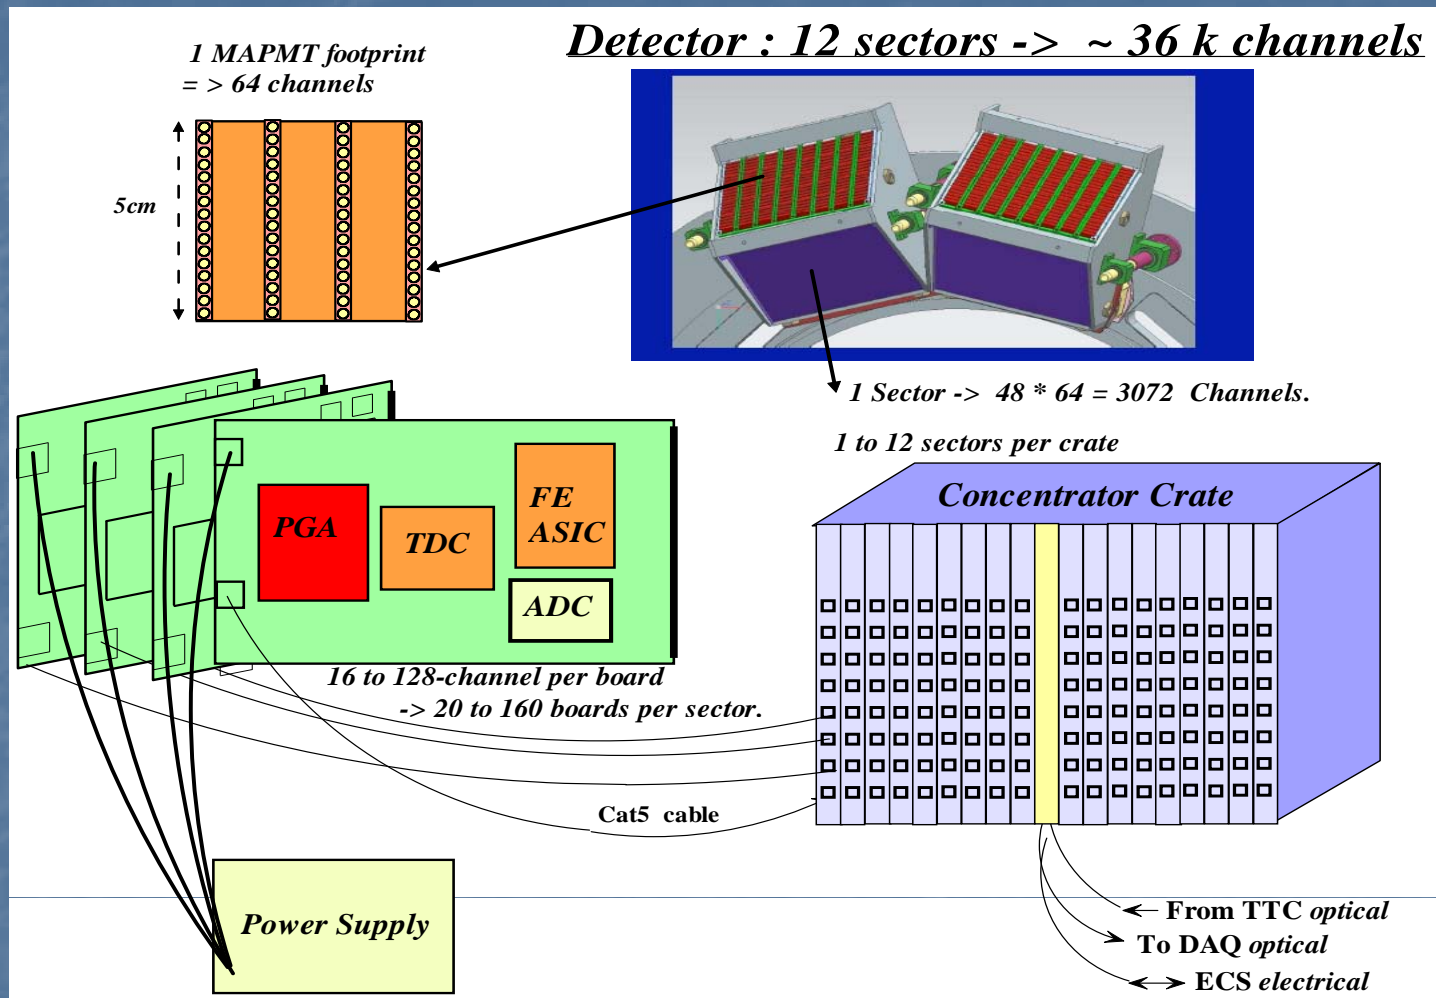 Detector : 12 sectors -> ~ 36 k channels
1 MAPMT footprint
= > 64 channels
5cm
1 Sector -> 48 * 64 = 3072 Channels.
1 to 12 sectors per crate
Concentrator Crate
PGA
TDC
FE
ASIC
ADC
16 to 128-channel per board
-> 20 to 160 boards per sector.
Cat5 cable
Power Supply
From TTC optical
To DAQ optical
ECS electrical